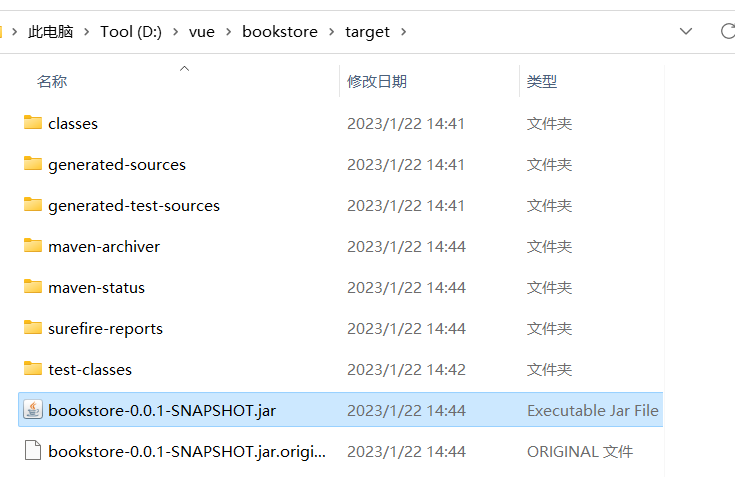 此电脑 > Tool (D:) > vue > bookstore > target >
名称 修改日期 类型
classes 2023/1/22 14:41 文件夹
generated-sources 2023/1/22 14:41 文件夹
generated-test-sources 2023/1/22 14:41 文件夹
maven-archiver 2023/1/22 14:44 文件夹
maven-status 2023/1/22 14:44 文件夹
surefire-reports 2023/1/22 14:44 文件夹
test-classes 2023/1/22 14:42 文件夹
bookstore-0.0.1-SNAPSHOT.jar 2023/1/22 14:44 Executable Jar File
bookstore-0.0.1-SNAPSHOT.jar.origi... 2023/1/22 14:44 ORIGINAL 文件